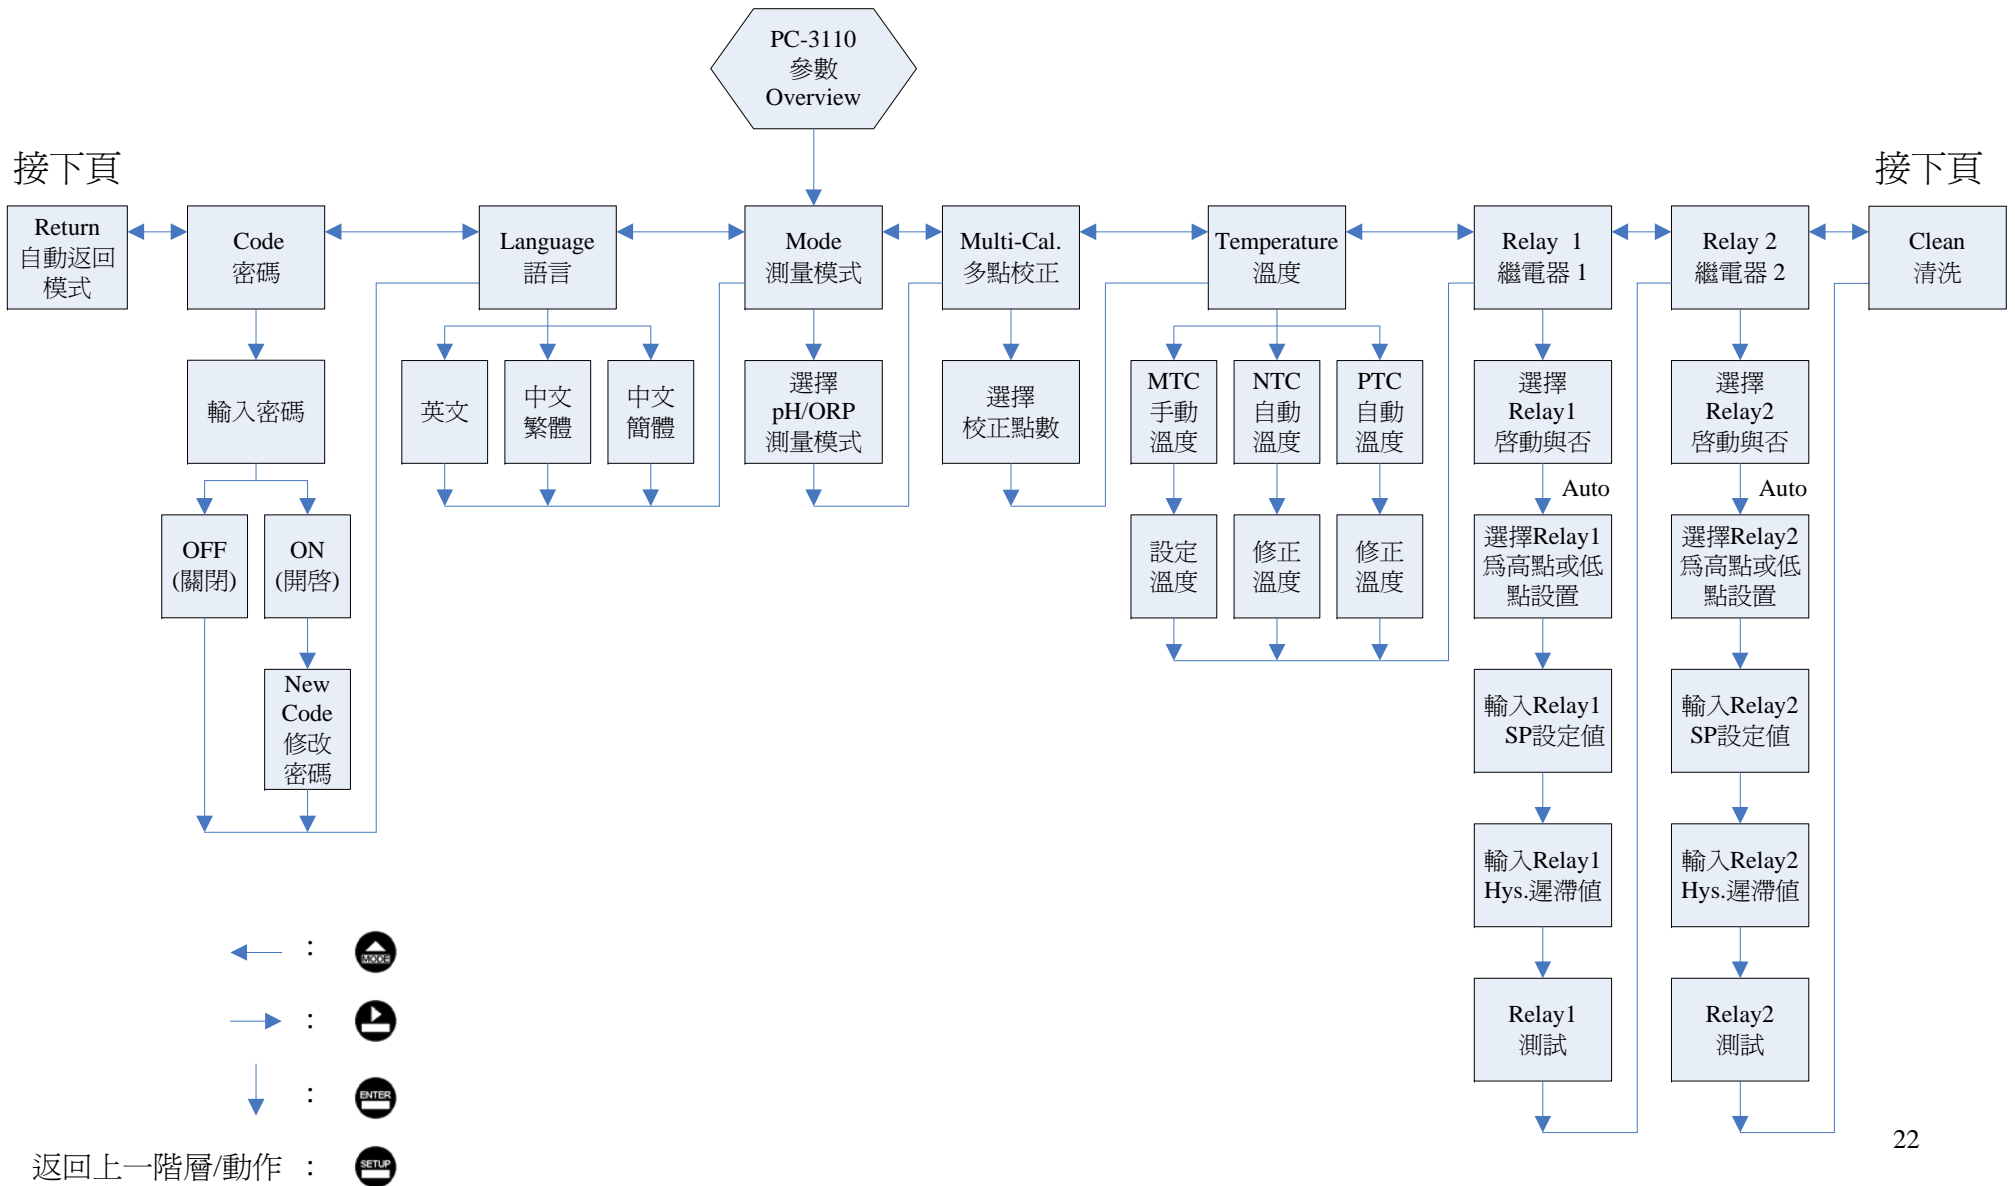 PC-3110
參數
Overview
接下頁
接下頁
Return
自動返回
模式
Code
密碼
Language
語言
Mode
測量模式
Multi-Cal.
多點校正
Temperature
溫度
Relay 1
繼電器 1
Relay 2
繼電器 2
Clean
清洗
輸入密碼
英文
中文
繁體
中文
簡體
選擇
pH/ORP
測量模式
選擇
校正點數
MTC
手動
溫度
NTC
自動
溫度
PTC
自動
溫度
選擇
Relay1
啓動與否
選擇
Relay2
啓動與否
Auto
Auto
OFF
(關閉)
ON
(開啓)
設定
溫度
修正
溫度
修正
溫度
選擇Relay1
爲高點或低
點設置
選擇Relay2
爲高點或低
點設置
New
Code
修改
密碼
輸入Relay1
SP設定值
輸入Relay2
SP設定值
輸入Relay1
Hys.遲滯值
輸入Relay2
Hys.遲滯值
Relay1
測試
Relay2
測試
: MODE
:
: ENTER
返回上一階層/動作 : SETUP
22